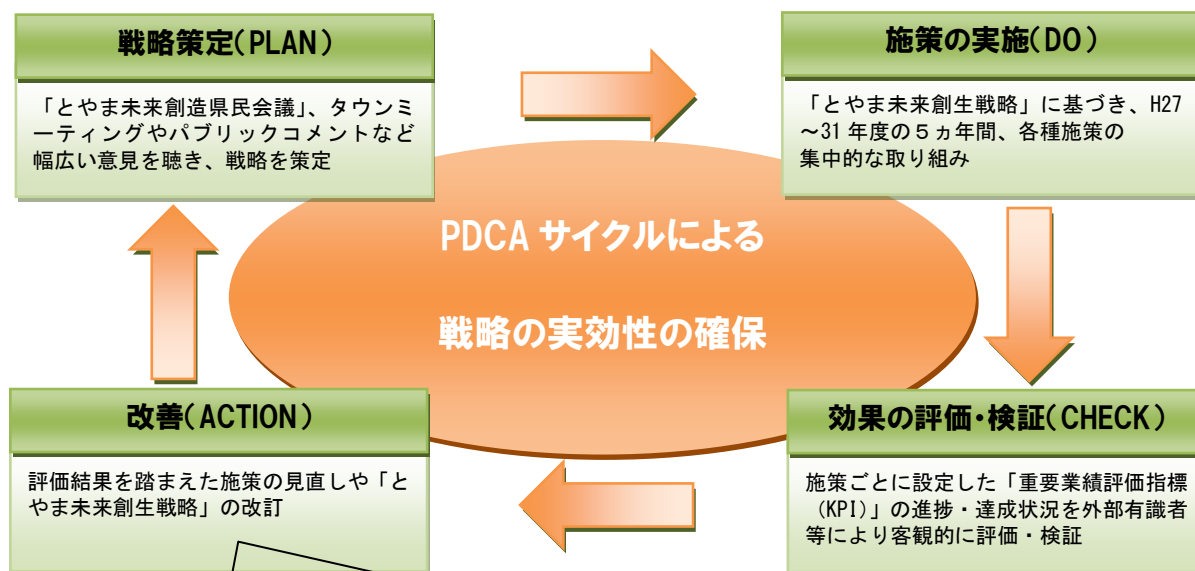 戦略策定(PLAN)
「とやま未来創造県民会議」、タウンミ
ーティングやパブリックコメントなど
幅広い意見を聴き、戦略を策定
施策の実施(DO)
「とやま未来創生戦略」に基づき、H27
～31年度の５ヵ年間、各種施策の
集中的な取り組み
PDCAサイクルによる
戦略の実効性の確保
改善(ACTION)
評価結果を踏まえた施策の見直しや「と
やま未来創生戦略」の改訂
効果の評価・検証(CHECK)
施策ごとに設定した「重要業績評価指標
（KPI）」の進捗・達成状況を外部有識者
等により客観的に評価・検証